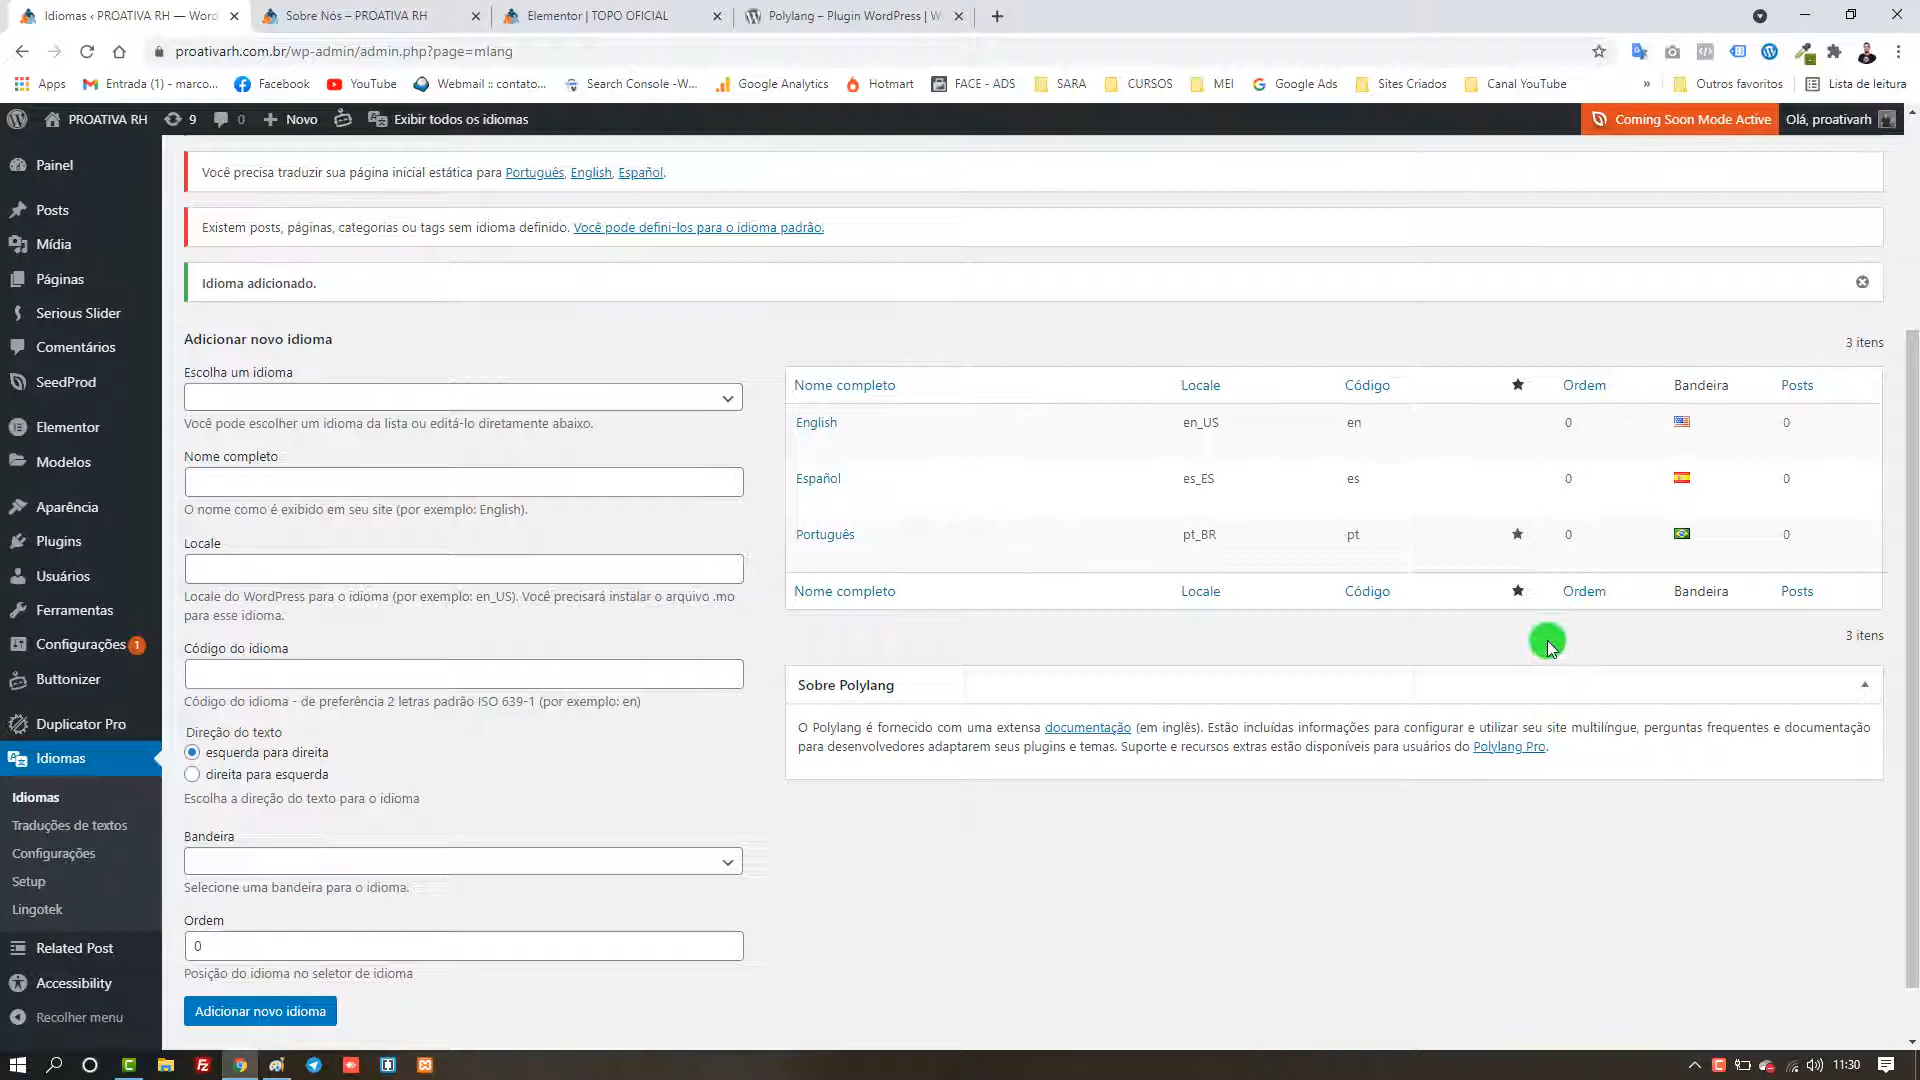 Idiomas ‹ PROATIVA RH — Wor
Sobre Nós – PROATIVA RH
Elementor | TOPO OFICIAL
Polylang – Plugin WordPress | W
proativarh.com.br/wp-admin/admin.php?page=mlang
Apps
Entrada (1) - marco...
Facebook
YouTube
Webmail :: contato...
Search Console -W...
Google Analytics
Hotmart
FACE - ADS
SARA
CURSOS
MEI
Google Ads
Sites Criados
Canal YouTube
»
Outros favoritos
Lista de leitura
PROATIVA RH
9
0
Novo
Exibir todos os idiomas
Coming Soon Mode Active
Olá, proativarh
Painel
Posts
Mídia
Páginas
Serious Slider
Comentários
SeedProd
Elementor
Modelos
Aparência
Plugins
Usuários
Ferramentas
Configurações 1
Buttonizer
Duplicator Pro
Idiomas
Idiomas
Traduções de textos
Configurações
Setup
Lingotek
Related Post
Accessibility
Recolher menu
Você precisa traduzir sua página inicial estática para Português, English, Español.
Existem posts, páginas, categorias ou tags sem idioma definido. Você pode defini-los para o idioma padrão.
Idioma adicionado.
Adicionar novo idioma
Escolha um idioma
Você pode escolher um idioma da lista ou editá-lo diretamente abaixo.
Nome completo
O nome como é exibido em seu site (por exemplo: English).
Locale
Locale do WordPress para o idioma (por exemplo: en_US). Você precisará instalar o arquivo .mo
para esse idioma.
Código do idioma
Código do idioma - de preferência 2 letras padrão ISO 639-1 (por exemplo: en)
Direção do texto
esquerda para direita
direita para esquerda
Escolha a direção do texto para o idioma
Bandeira
Selecione uma bandeira para o idioma.
Ordem
0
Posição do idioma no seletor de idioma
Adicionar novo idioma
3 itens
Nome completo Locale Código ★ Ordem Bandeira Posts
English en_US en 0 0
Español es_ES es 0 0
Português pt_BR pt ★ 0 0
Nome completo Locale Código ★ Ordem Bandeira Posts
3 itens
Sobre Polylang
O Polylang é fornecido com uma extensa documentação (em inglês). Estão incluídas informações para configurar e utilizar seu site multilíngue, perguntas frequentes e documentação
para desenvolvedores adaptarem seus plugins e temas. Suporte e recursos extras estão disponíveis para usuários do Polylang Pro.
11:30